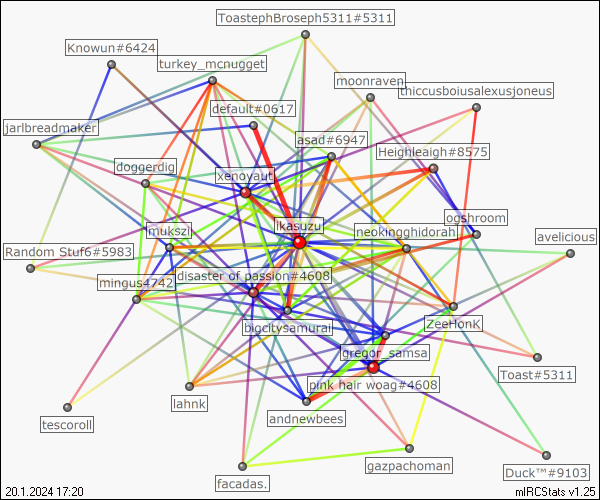 ToastephBroseph5311#5311
Knowun#6424
turkey_mcnugget
moonraven
thiccusboiusalexusjoneus
default#0617
jarlbreadmaker
asad#6947
Heighleaigh#8575
doggerdig
xenoyaut
ogshroom
ikasuzu
mukszi
neokingghidorah
avelicious
Random Stuf6#5983
disaster of passion#4608
mingus4742
bigcitysamurai
ZeeHonk
gregor_samsa
Toast#5311
pink hair woag#4608
lahnk
andnewbees
tescoroll
gazpachoman
Duck™#9103
facadas.
20.1.2024 17:20
mIRCStats v1.25